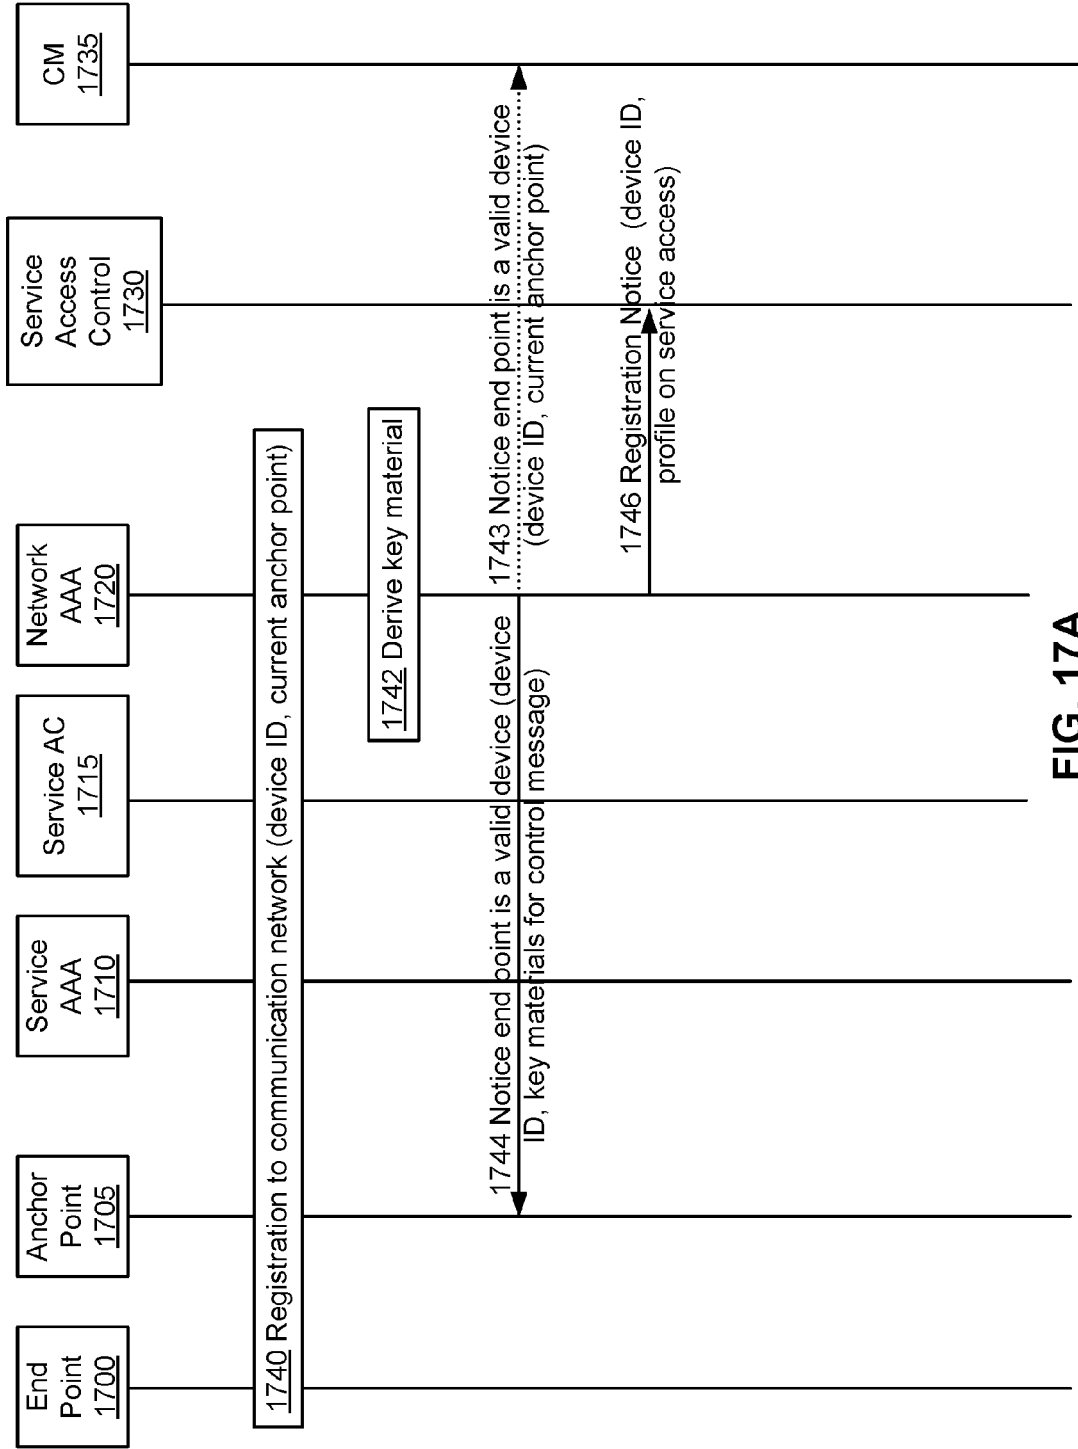 End
Point
1700
Anchor
Point
1705
Service
AAA
1710
Service AC
1715
Network
AAA
1720
Service
Access
Control
1730
CM
1735
1740 Registration to communication network (device ID, current anchor point)
1742 Derive key material
1744 Notice end point is a valid device (device
ID, key materials for control message)
1743 Notice end point is a valid device
(device ID, current anchor point)
1746 Registration Notice (device ID,
profile on service access)
FIG. 17A